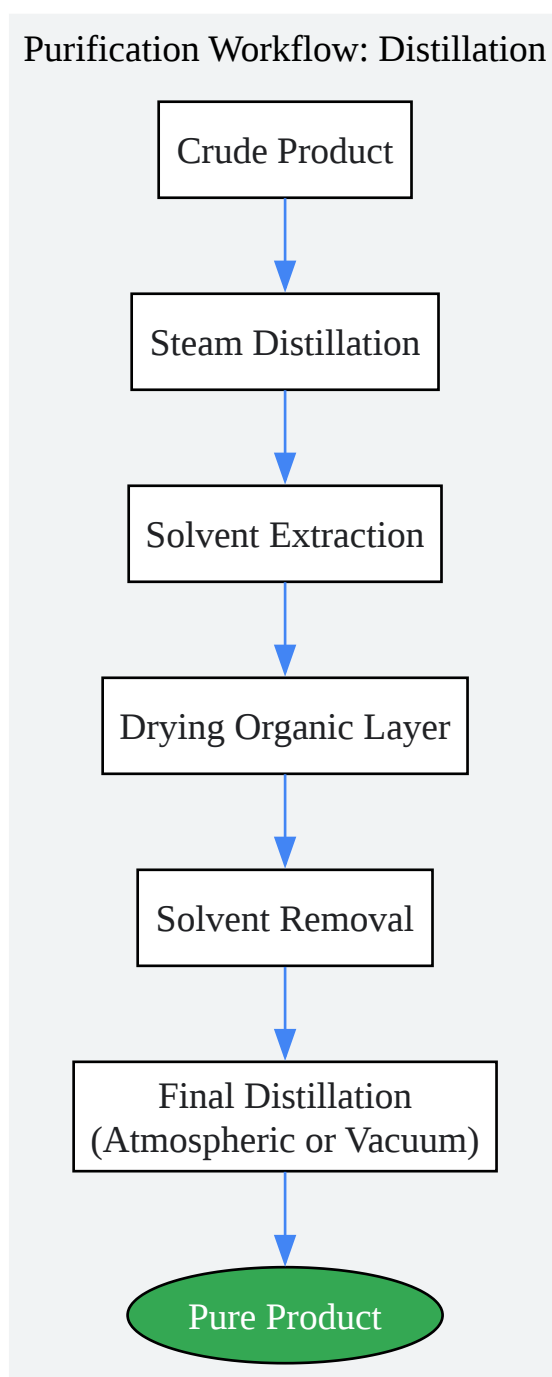 Purification Workflow: Distillation
Crude Product
Steam Distillation
Solvent Extraction
Drying Organic Layer
Solvent Removal
Final Distillation
(Atmospheric or Vacuum)
Pure Product